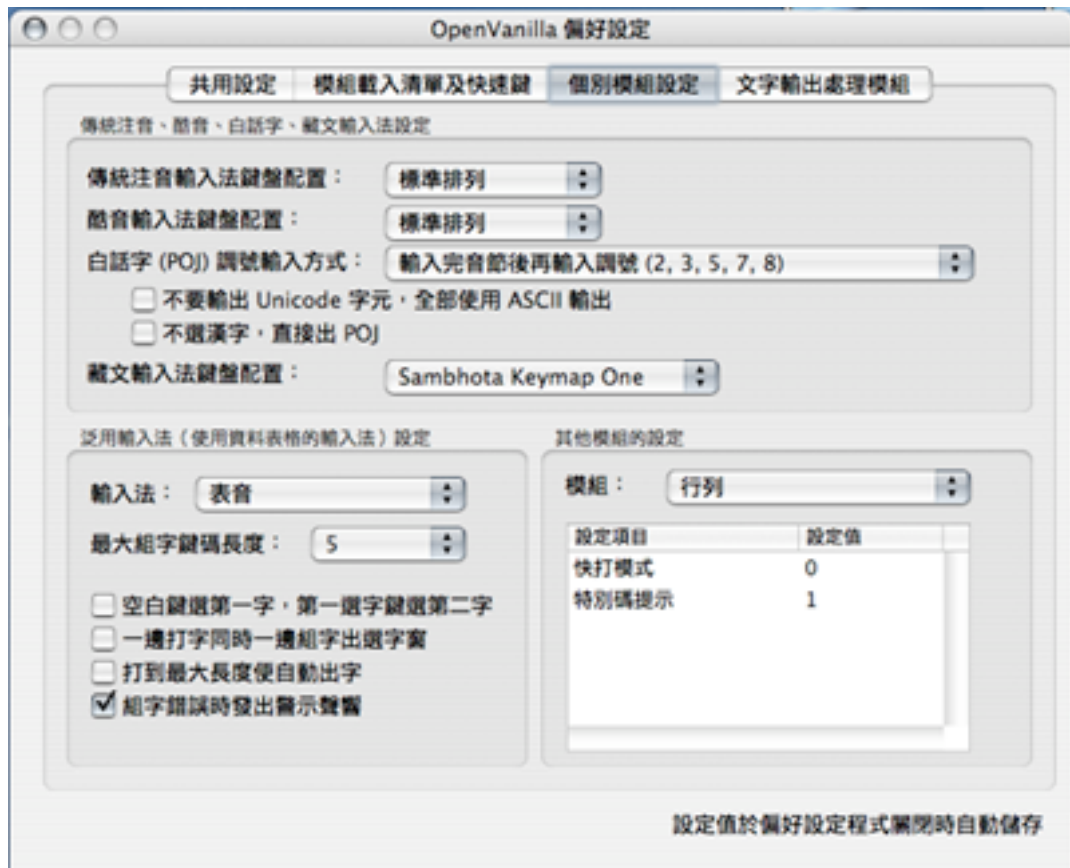 OpenVanilla 偏好設定
共用設定 模組載入清單及快速鍵 個別模組設定 文字輸出處理模組
傳統注音、酷音、白話字、藏文輸入法設定
傳統注音輸入法鍵盤配置： 標準排列
酷音輸入法鍵盤配置： 標準排列
白話字 (POJ) 調號輸入方式： 輸入完音節後再輸入調號 (2, 3, 5, 7, 8)
不要輸出 Unicode 字元，全部使用 ASCII 輸出
不選漢字，直接出 POJ
藏文輸入法鍵盤配置： Sambhota Keymap One
泛用輸入法（使用資料表格的輸入法）設定
輸入法： 表音
最大組字鍵碼長度： 5
空白鍵選第一字，第一選字鍵選第二字
一邊打字同時一邊組字出選字窗
打到最大長度便自動出字
組字錯誤時發出警示聲響
其他模組的設定
模組： 行列
設定項目 設定值
快打模式 0
特別碼提示 1
設定值於偏好設定程式關閉時自動儲存